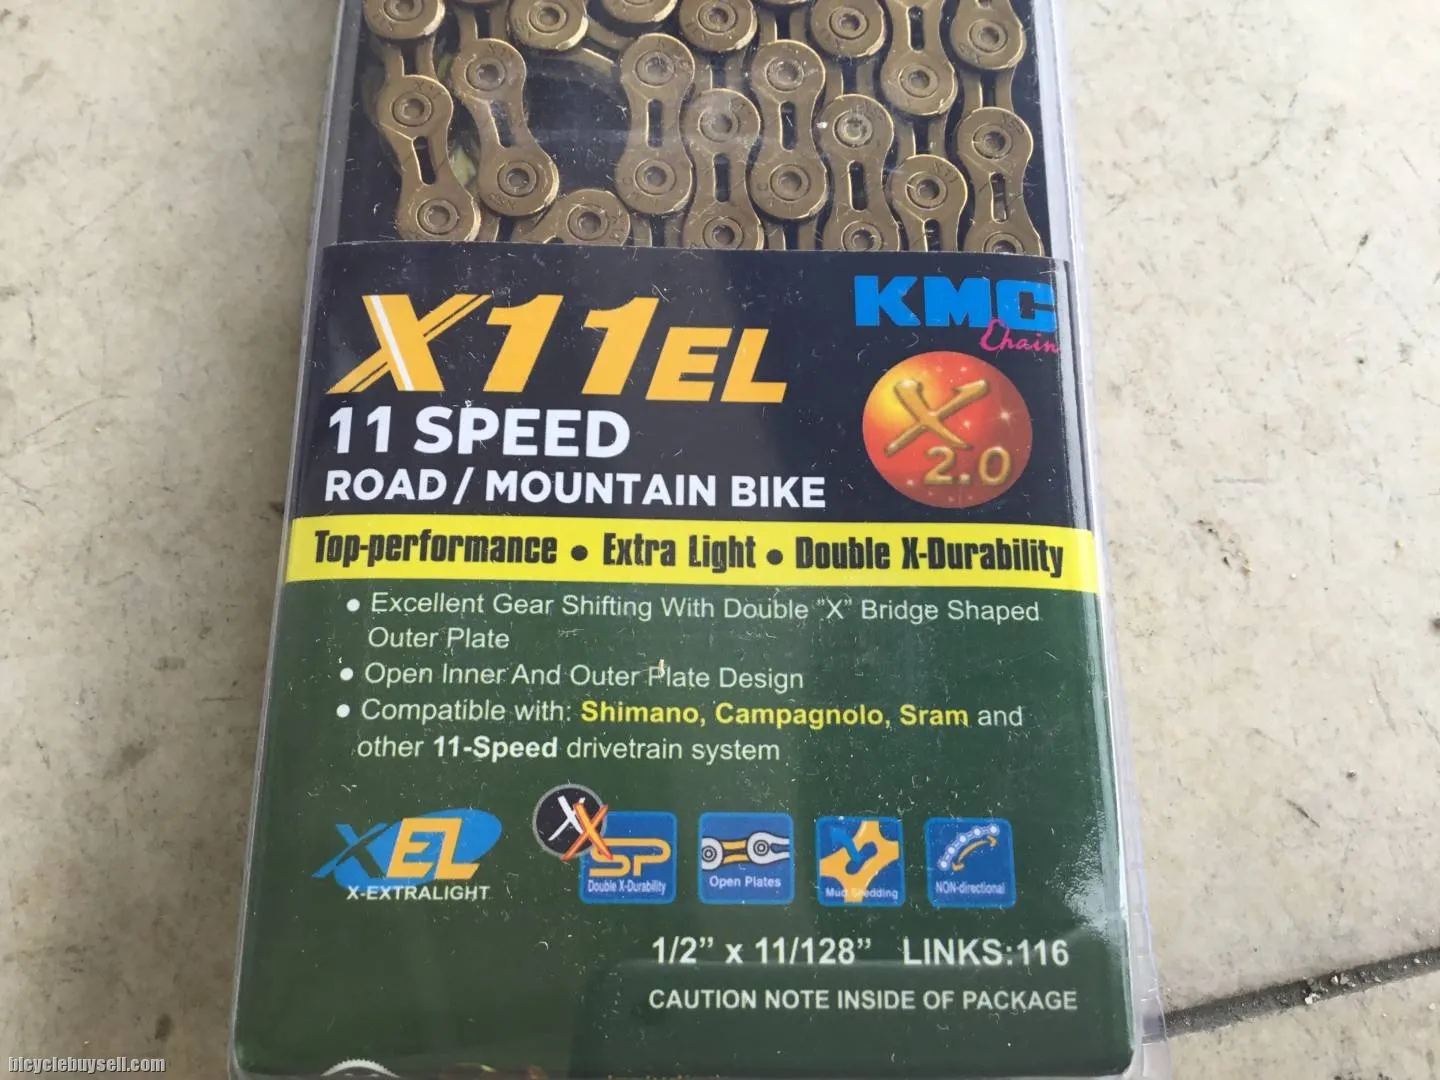 KMC
Chain
X11EL
11 SPEED
ROAD / MOUNTAIN BIKE
X
2.0
Top-performance • Extra Light • Double X-Durability
• Excellent Gear Shifting With Double "X" Bridge Shaped
Outer Plate
• Open Inner And Outer Plate Design
• Compatible with: Shimano, Campagnolo, Sram and
other 11-Speed drivetrain system
XEL
X-EXTRALIGHT
XX
SP
Double X-Durability
Open Plates
Mud Shedding
NON-directional
1/2" x 11/128" LINKS:116
CAUTION NOTE INSIDE OF PACKAGE
bicyclebuysell.com